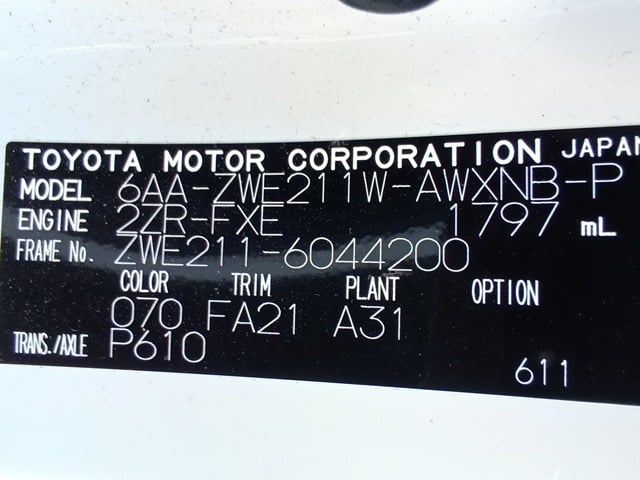 TOYOTA MOTOR CORPORATION JAPAN
MODEL 6AA-ZWE211W-AWXNB-P
ENGINE 2ZR-FXE 1797 mL
FRAME No. ZWE211-6044200
COLOR TRIM PLANT OPTION
070 FA21 A31
TRANS./AXLE P610
611